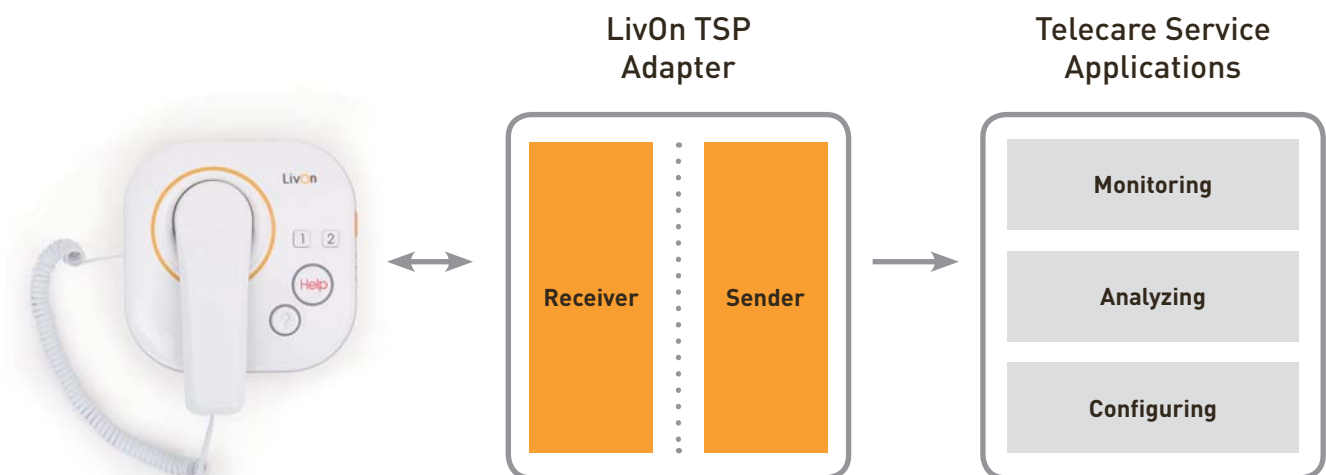 LivOn TSP
Adapter
Telecare Service
Applications
LivOn
1 2
Help
?
Receiver
Sender
Monitoring
Analyzing
Configuring